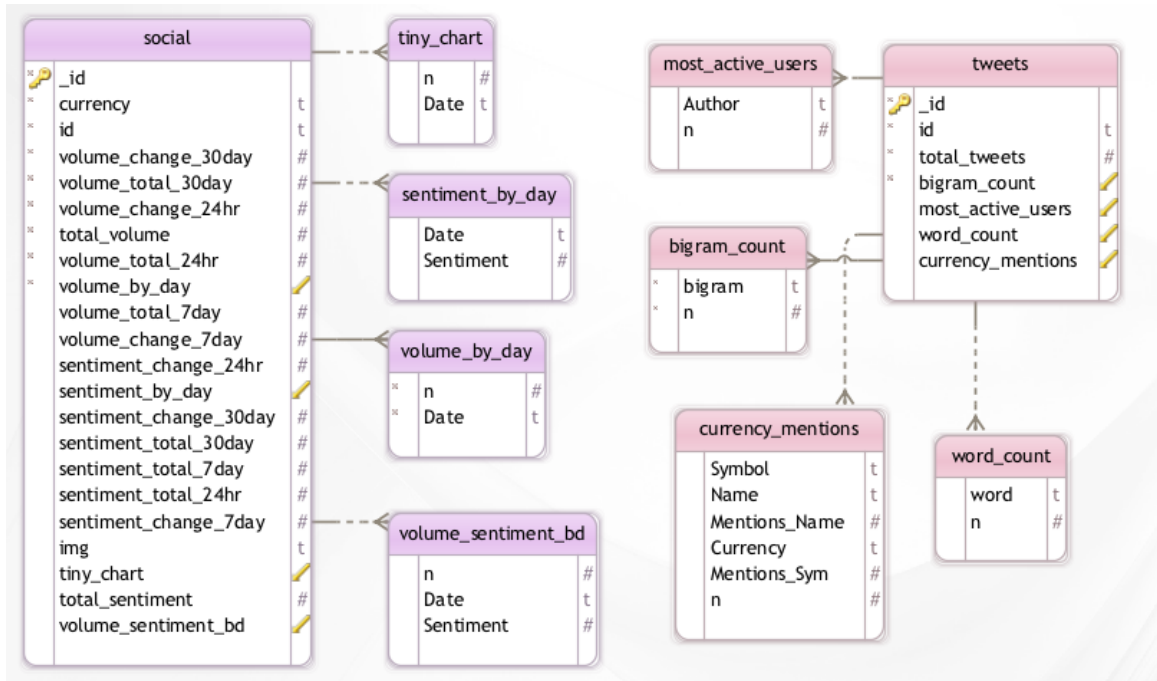 social
_id
currency t
id t
volume_change_30day #
volume_total_30day #
volume_change_24hr #
total_volume #
volume_total_24hr #
volume_by_day
volume_total_7day #
volume_change_7day #
sentiment_change_24hr #
sentiment_by_day
sentiment_change_30day #
sentiment_total_30day #
sentiment_total_7day #
sentiment_total_24hr #
sentiment_change_7day #
img t
tiny_chart
total_sentiment #
volume_sentiment_bd
tiny_chart
n #
Date t
sentiment_by_day
Date t
Sentiment #
volume_by_day
n #
Date t
volume_sentiment_bd
n #
Date t
Sentiment #
most_active_users
Author t
n #
bigram_count
bigram t
n #
tweets
_id
id t
total_tweets #
bigram_count
most_active_users
word_count
currency_mentions
currency_mentions
Symbol t
Name t
Mentions_Name #
Currency t
Mentions_Sym #
n #
word_count
word t
n #